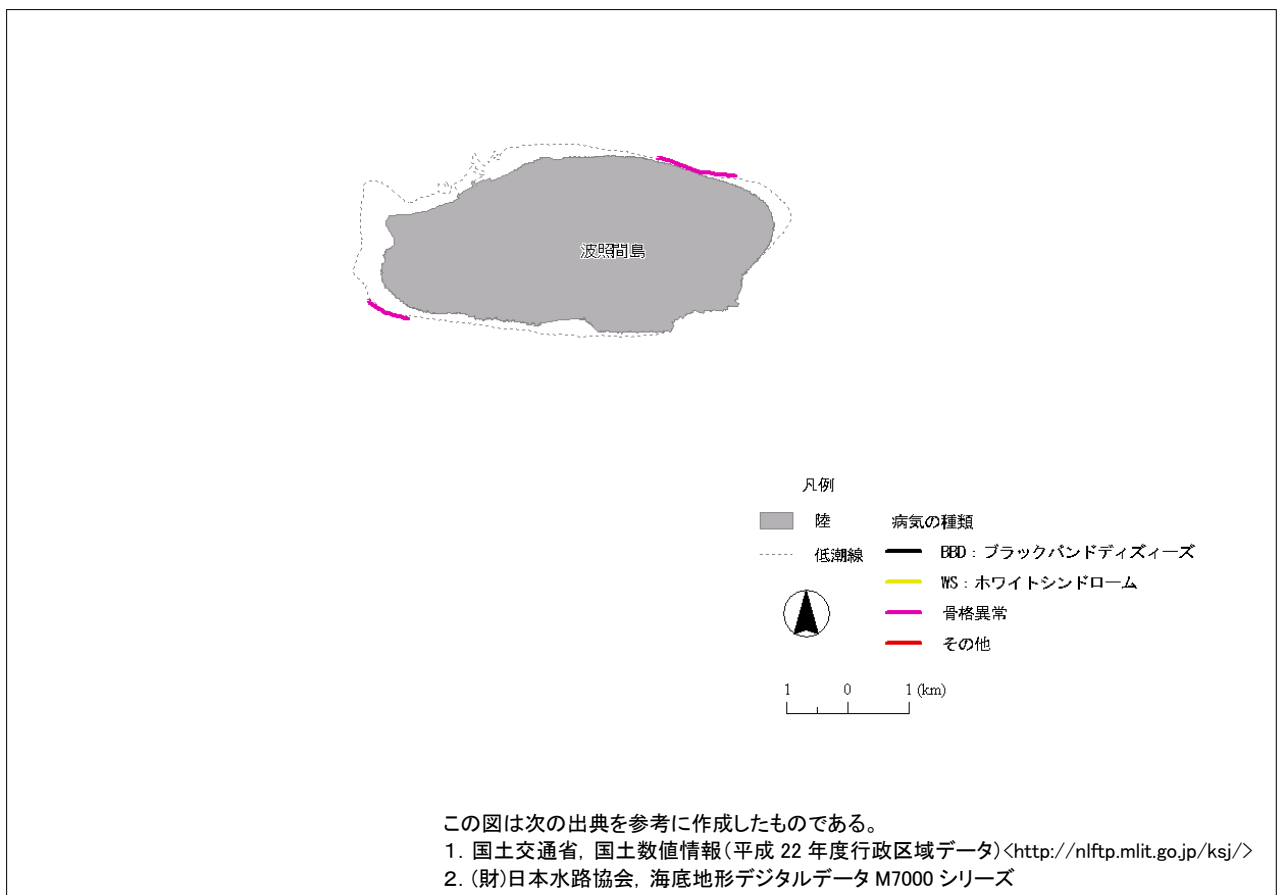 波照間島
凡例
陸 病気の種類
低潮線 BBD：ブラックバンドディズィーズ
WS：ホワイトシンドローム
骨格異常
その他
1 0 1 (km)
この図は次の出典を参考に作成したものである。
1．国土交通省，国土数値情報（平成 22 年度行政区域データ）<http://nlftp.mlit.go.jp/ksj/>
2．(財)日本水路協会，海底地形デジタルデータ M7000 シリーズ